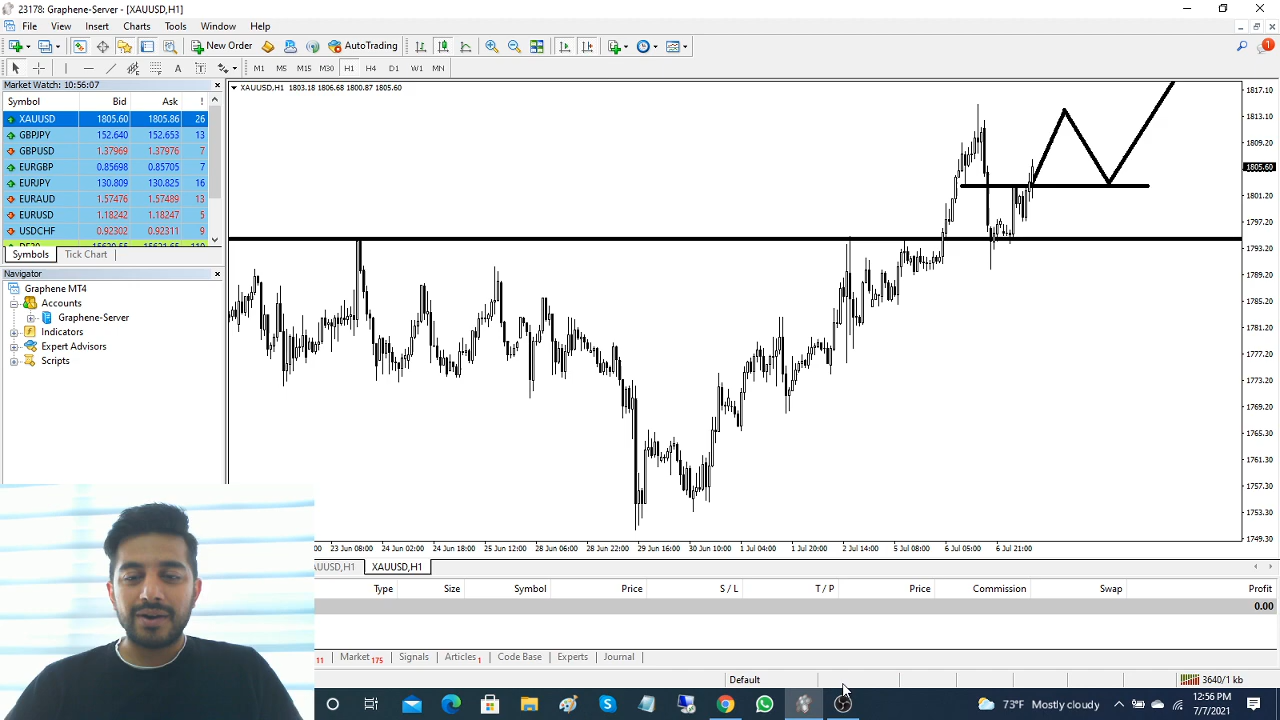 23178: Graphene-Server - [XAUUSD,H1]
File View Insert Charts Tools Window Help
New Order AutoTrading
A T M1 M5 M15 M30 H1 H4 D1 W1 MN
Market Watch: 10:56:07
Symbol Bid Ask !
XAUUSD 1805.60 1805.86 26
GBPJPY 152.640 152.653 13
GBPUSD 1.37969 1.37976 7
EURGBP 0.85698 0.85705 7
EURJPY 130.809 130.825 16
EURAUD 1.57476 1.57489 13
EURUSD 1.18242 1.18247 5
USDCHF 0.92302 0.92311 9
Symbols Tick Chart
Navigator
Graphene MT4
Accounts
Graphene-Server
Indicators
Expert Advisors
Scripts
XAUUSD,H1 1803.18 1806.68 1800.87 1805.60
1817.10
1813.10
1809.20
1805.60
1801.20
1797.20
1793.20
1789.20
1785.20
1781.20
1777.20
1773.20
1769.20
1765.30
1761.30
1757.30
1753.30
1749.30
23 Jun 08:00 24 Jun 02:00 24 Jun 18:00 25 Jun 12:00 28 Jun 06:00 28 Jun 22:00 29 Jun 16:00 30 Jun 10:00 1 Jul 04:00 1 Jul 20:00 2 Jul 14:00 5 Jul 08:00 6 Jul 05:00 6 Jul 21:00
XAUUSD,H1 XAUUSD,H1
Type Size Symbol Price S / L T / P Price Commission Swap Profit
0.00
11 Market 175 Signals Articles 1 Code Base Experts Journal
Default 3640/1 kb
73°F Mostly cloudy 12:56 PM
7/7/2021